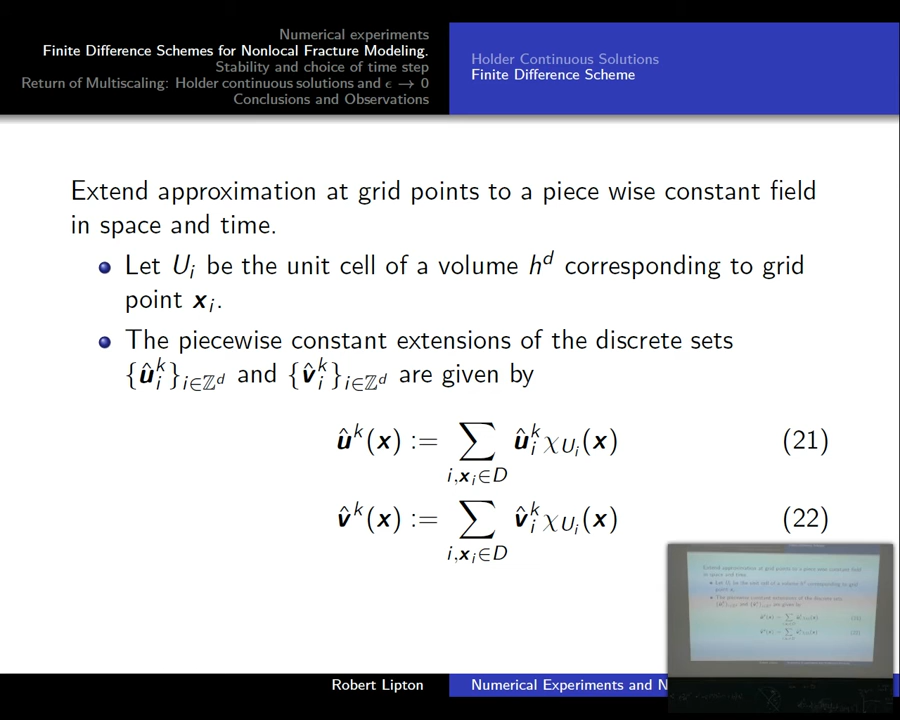 Numerical experiments
Finite Difference Schemes for Nonlocal Fracture Modeling.
Stability and choice of time step
Return of Multiscaling: Holder continuous solutions and ϵ → 0
Conclusions and Observations
Holder Continuous Solutions
Finite Difference Scheme
Extend approximation at grid points to a piece wise constant field
in space and time.
Let U_i be the unit cell of a volume h^d corresponding to grid
point x_i.
The piecewise constant extensions of the discrete sets
{û_i^k}_{i∈ℤ^d} and {v̂_i^k}_{i∈ℤ^d} are given by
û^k(x) := ∑_{i,x_i∈D} û_i^k χ_{U_i}(x) (21)
v̂^k(x) := ∑_{i,x_i∈D} v̂_i^k χ_{U_i}(x) (22)
Robert Lipton
Numerical Experiments and N